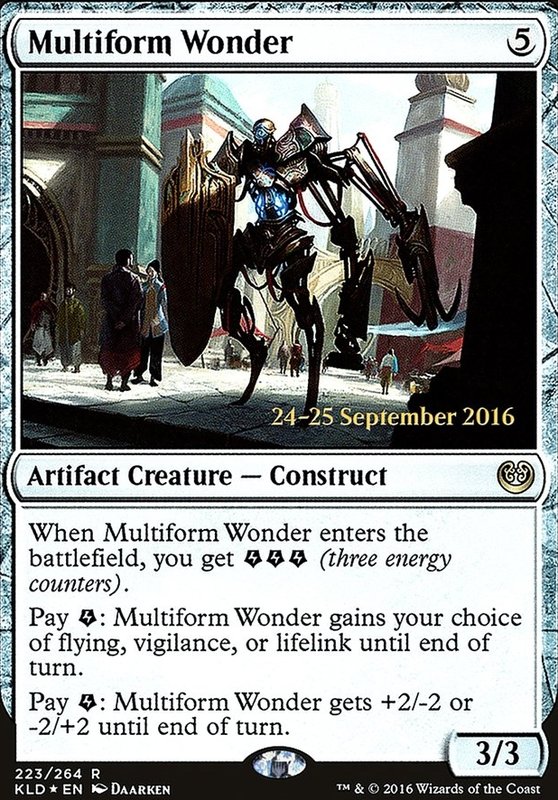 Multiform Wonder 5
24-25 September 2016
Artifact Creature — Construct
When Multiform Wonder enters the
battlefield, you get (three energy
counters).
Pay : Multiform Wonder gains your choice
of flying, vigilance, or lifelink until end of
turn.
Pay : Multiform Wonder gets +2/-2 or
-2/+2 until end of turn.
3/3
223/264 R
KLD ★ EN Daarken
™ & © 2016 Wizards of the Coast